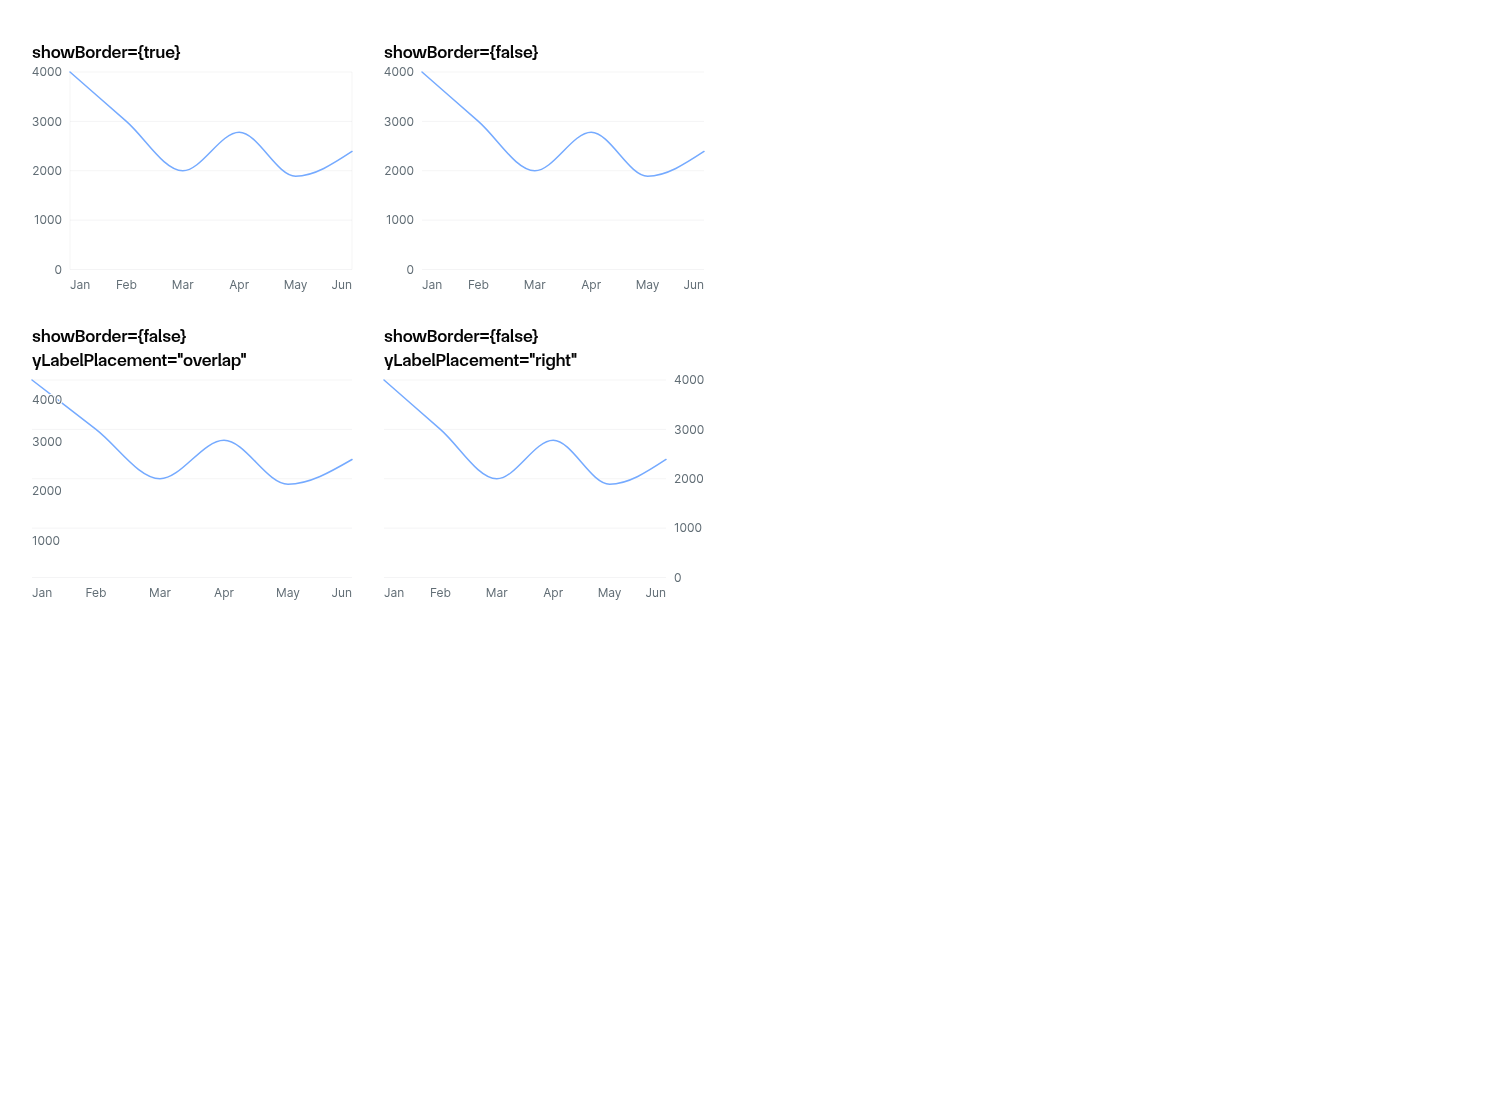 showBorder={true}
4000
3000
2000
1000
0
Jan Feb Mar Apr May Jun
showBorder={false}
4000
3000
2000
1000
0
Jan Feb Mar Apr May Jun
showBorder={false}
yLabelPlacement="overlap"
4000
3000
2000
1000
Jan Feb Mar Apr May Jun
showBorder={false}
yLabelPlacement="right"
4000
3000
2000
1000
0
Jan Feb Mar Apr May Jun